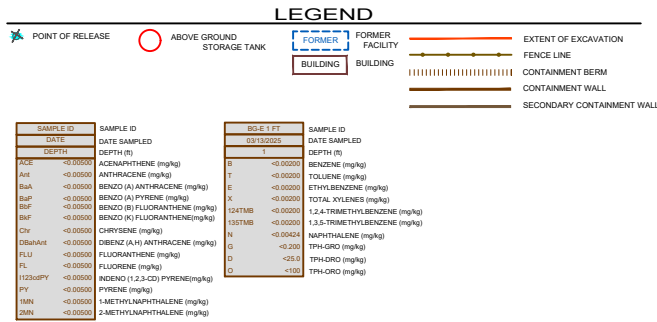 LEGEND
POINT OF RELEASE
ABOVE GROUND
STORAGE TANK
FORMER
FORMER
FACILITY
BUILDING
BUILDING
EXTENT OF EXCAVATION
FENCE LINE
CONTAINMENT BERM
CONTAINMENT WALL
SECONDARY CONTAINMENT WALL
SAMPLE ID SAMPLE ID
DATE DATE SAMPLED
DEPTH DEPTH (ft)
ACE <0.00500 ACENAPHTHENE (mg/kg)
Ant <0.00500 ANTHRACENE (mg/kg)
BaA <0.00500 BENZO (A) ANTHRACENE (mg/kg)
BaP <0.00500 BENZO (A) PYRENE (mg/kg)
BbF <0.00500 BENZO (B) FLUORANTHENE (mg/kg)
BkF <0.00500 BENZO (K) FLUORANTHENE(mg/kg)
Chr <0.00500 CHRYSENE (mg/kg)
DBahAnt <0.00500 DIBENZ (A,H) ANTHRACENE (mg/kg)
FLU <0.00500 FLUORANTHENE (mg/kg)
FL <0.00500 FLUORENE (mg/kg)
I123cdPY <0.00500 INDENO (1,2,3-CD) PYRENE(mg/kg)
PY <0.00500 PYRENE (mg/kg)
1MN <0.00500 1-METHYLNAPHTHALENE (mg/kg)
2MN <0.00500 2-METHYLNAPHTHALENE (mg/kg)
BG-E 1 FT SAMPLE ID
03/13/2025 DATE SAMPLED
1 DEPTH (ft)
B <0.00200 BENZENE (mg/kg)
T <0.00200 TOLUENE (mg/kg)
E <0.00200 ETHYLBENZENE (mg/kg)
X <0.00200 TOTAL XYLENES (mg/kg)
124TMB <0.00200 1,2,4-TRIMETHYLBENZENE (mg/kg)
135TMB <0.00200 1,3,5-TRIMETHYLBENZENE (mg/kg)
N <0.00424 NAPHTHALENE (mg/kg)
G <0.200 TPH-GRO (mg/kg)
D <25.0 TPH-DRO (mg/kg)
O <100 TPH-ORO (mg/kg)